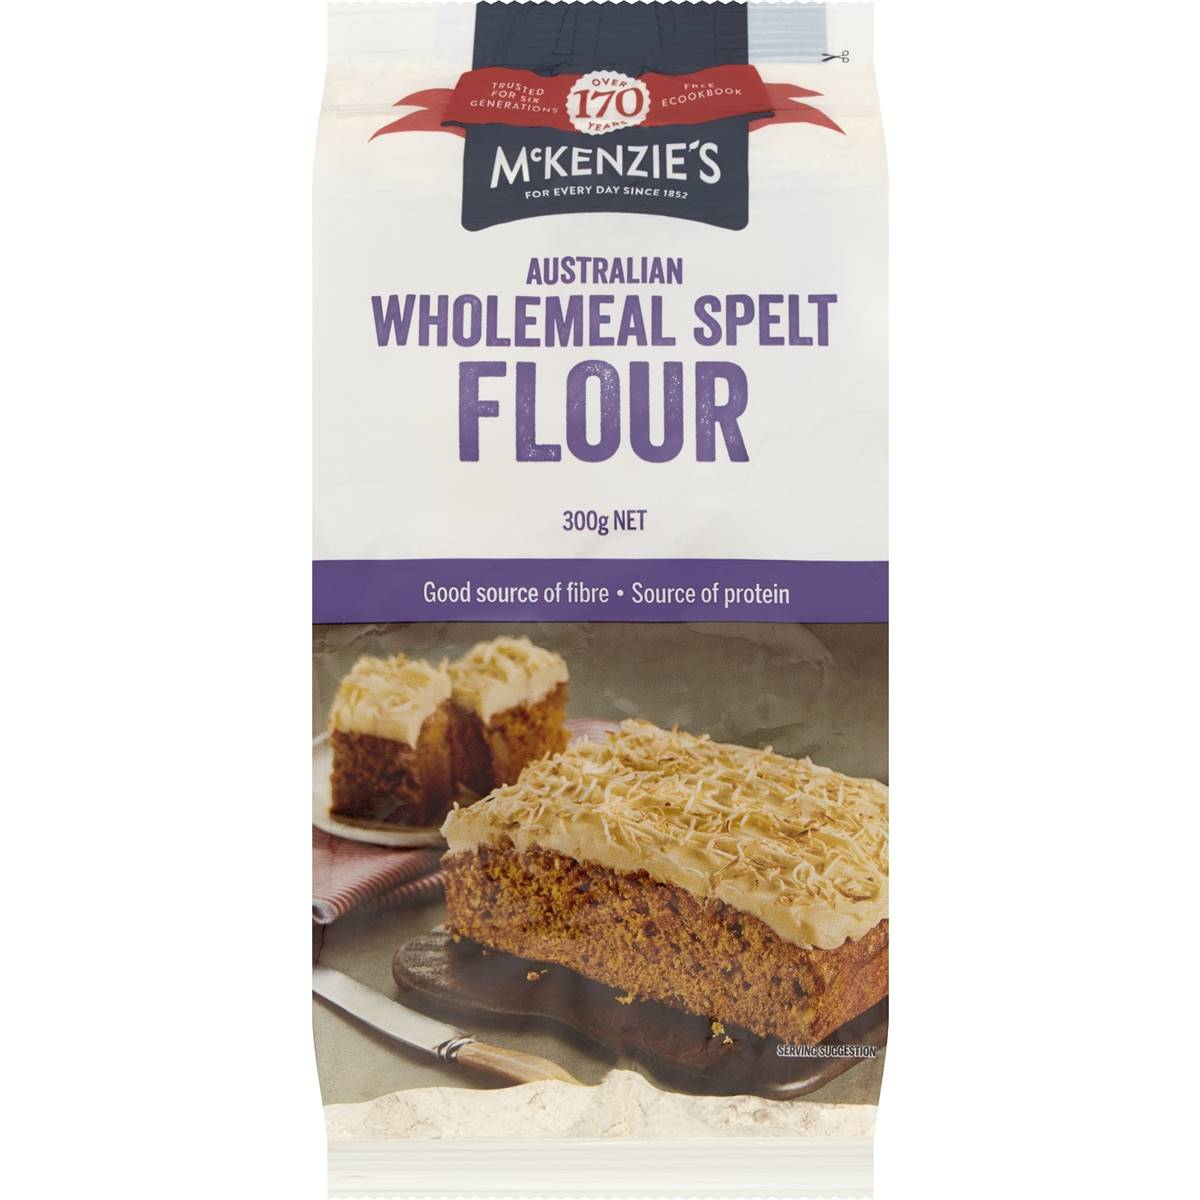 TRUSTED
FOR SIX
GENERATIONS
OVER
170
YEARS
FREE
ECOOKBOOK
McKENZIE'S
FOR EVERY DAY SINCE 1852
AUSTRALIAN
WHOLEMEAL SPELT
FLOUR
300g NET
Good source of fibre • Source of protein
SERVING SUGGESTION